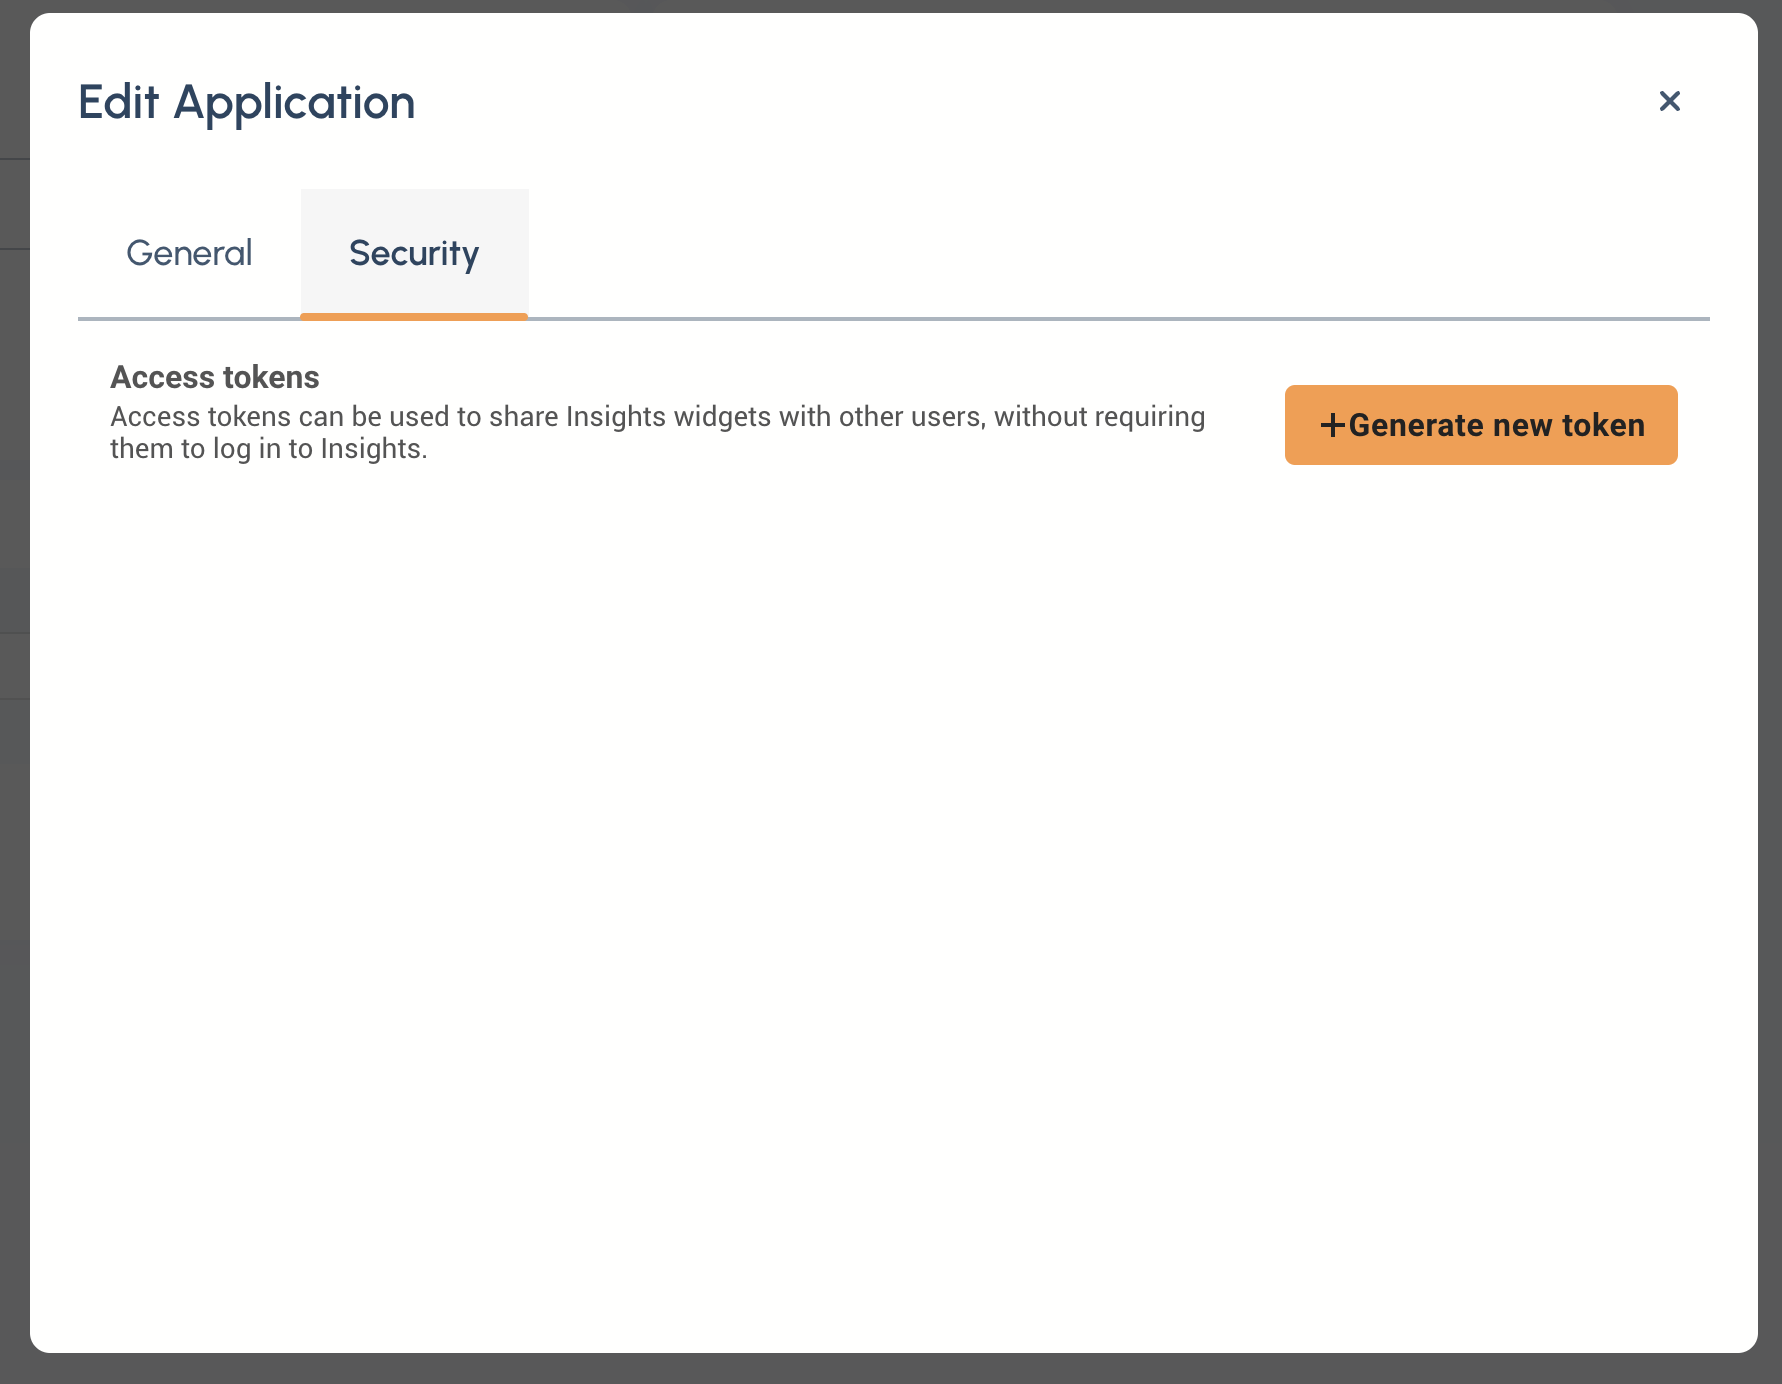 Edit Application
General
Security
Access tokens
Access tokens can be used to share Insights widgets with other users, without requiring
them to log in to Insights.
+Generate new token